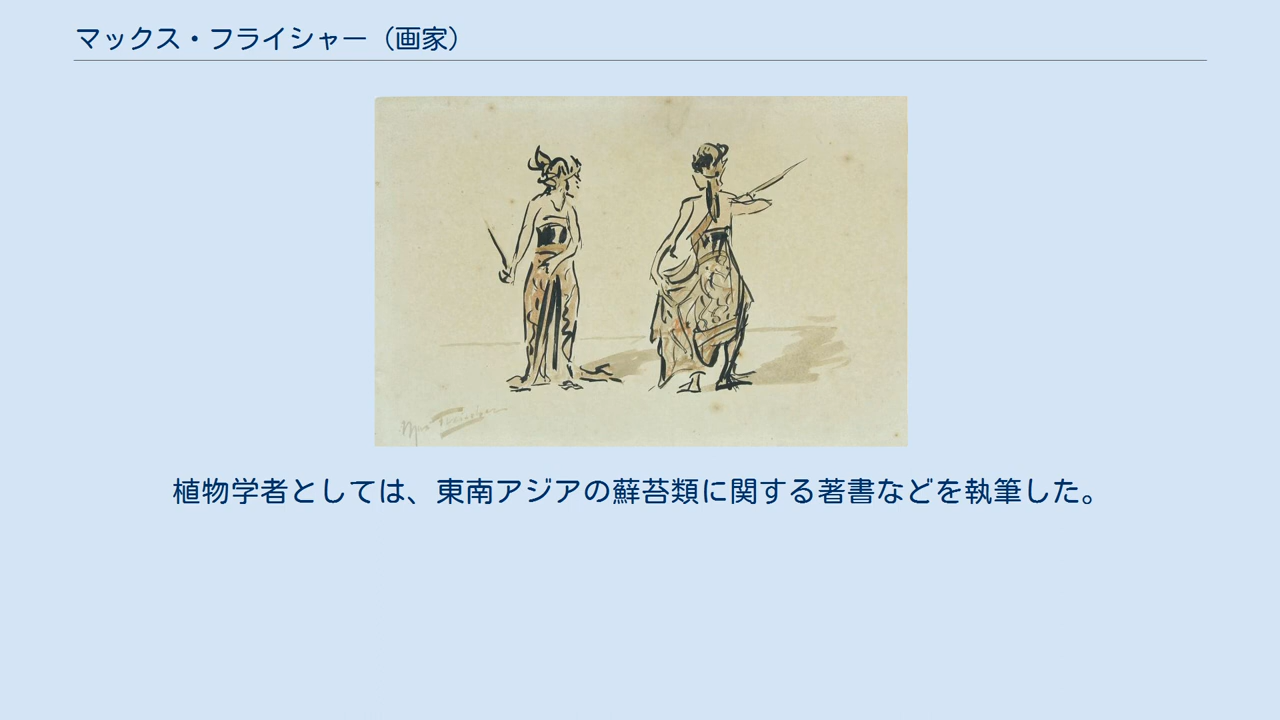 マックス・フライシャー（画家）
植物学者としては、東南アジアの蘚苔類に関する著書などを執筆した。